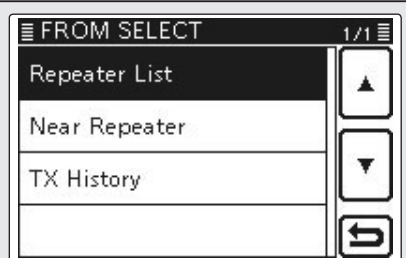 FROM SELECT 1/1
Repeater List
Near Repeater
TX History